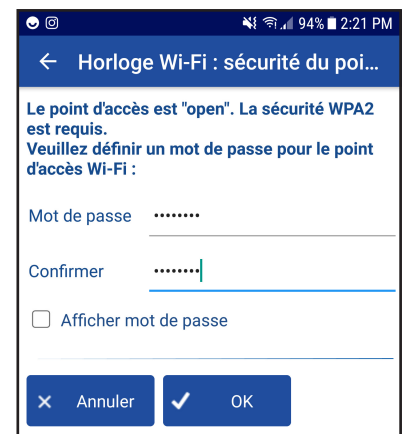 94% 2:21 PM
Horloge Wi-Fi : sécurité du poi...
Le point d'accès est "open". La sécurité WPA2
est requis.
Veuillez définir un mot de passe pour le point
d'accès Wi-Fi :
Mot de passe ••••••••
Confirmer ••••••••
Afficher mot de passe
Annuler OK